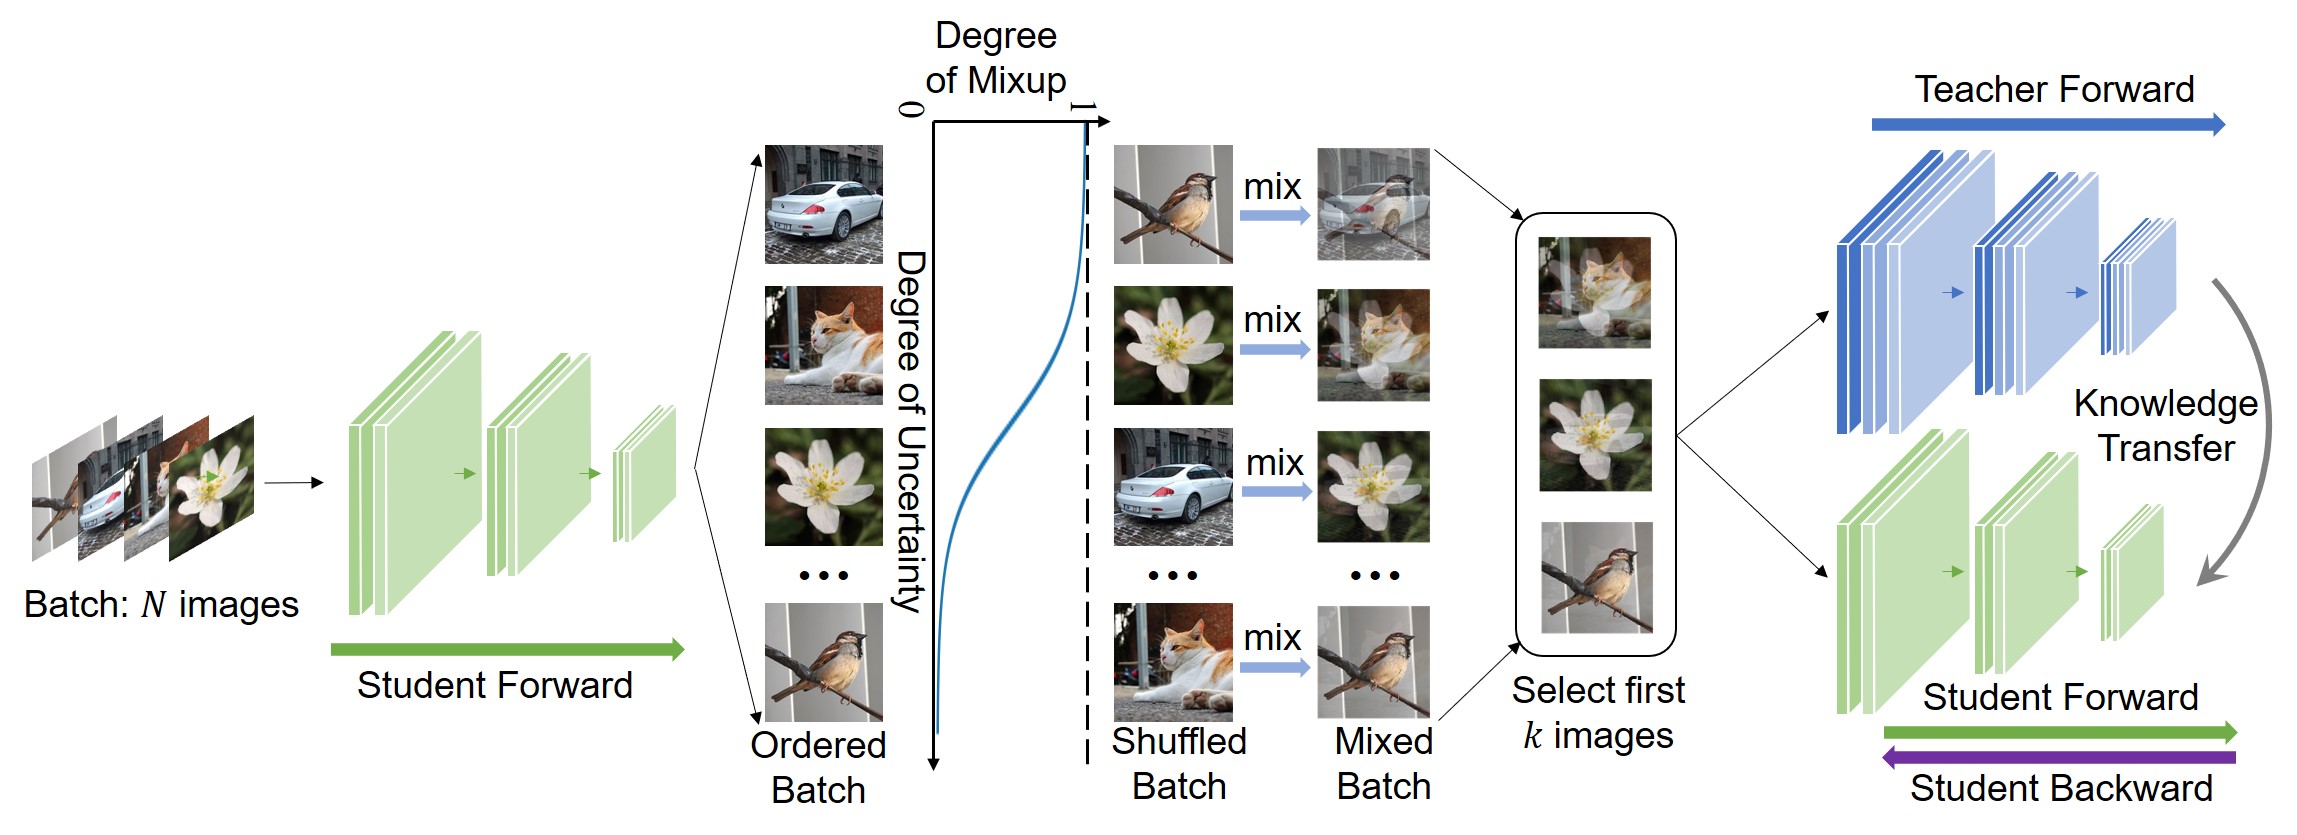 Batch: N images
Student Forward
Ordered
Batch
Degree
of Mixup
0
1
Degree of Uncertainty
mix
mix
mix
mix
Shuffled
Batch
Mixed
Batch
Select first
k images
Teacher Forward
Knowledge
Transfer
Student Forward
Student Backward